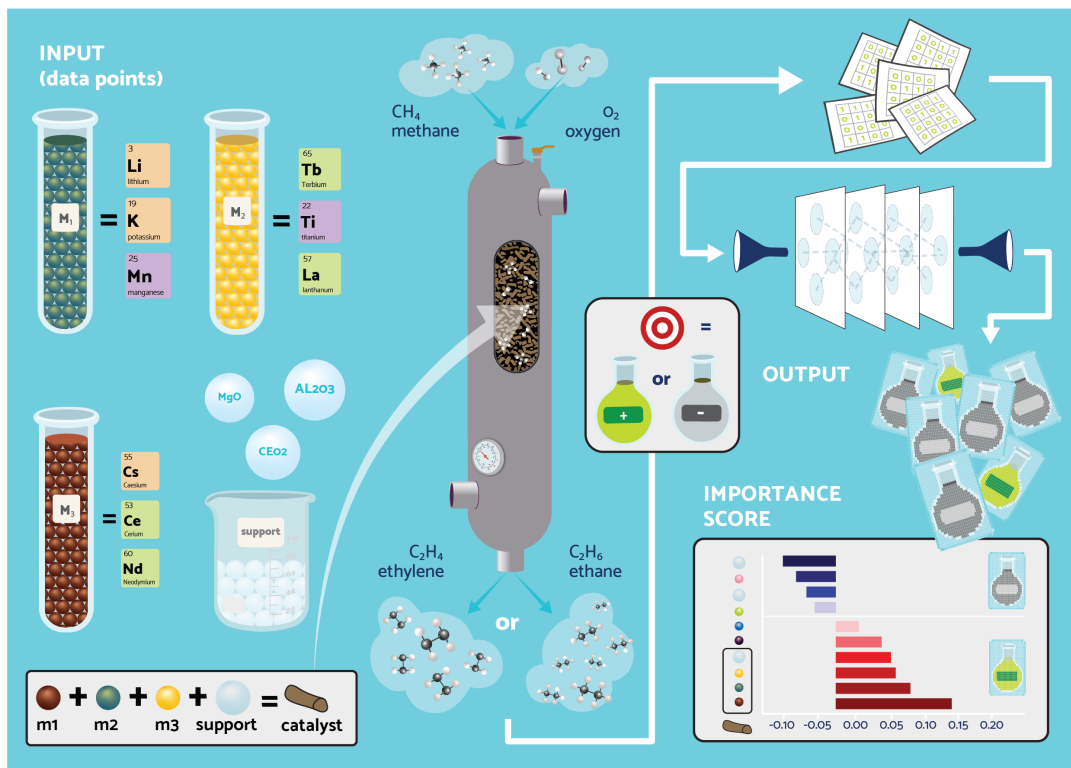 INPUT
(data points)
M1
=
3
Li
lithium
19
K
potassium
25
Mn
manganese
M2
=
65
Tb
Terbium
22
Ti
titanium
57
La
lanthanum
M3
=
55
Cs
Caesium
53
Ce
Cerium
60
Nd
Neodymium
MgO
AL2O3
CEO2
support
m1 + m2 + m3 + support = catalyst
CH4
methane
O2
oxygen
C2H4
ethylene
or
C2H6
ethane
=
+ or -
OUTPUT
IMPORTANCE
SCORE
-0.10 -0.05 0.00 0.05 0.10 0.15 0.20